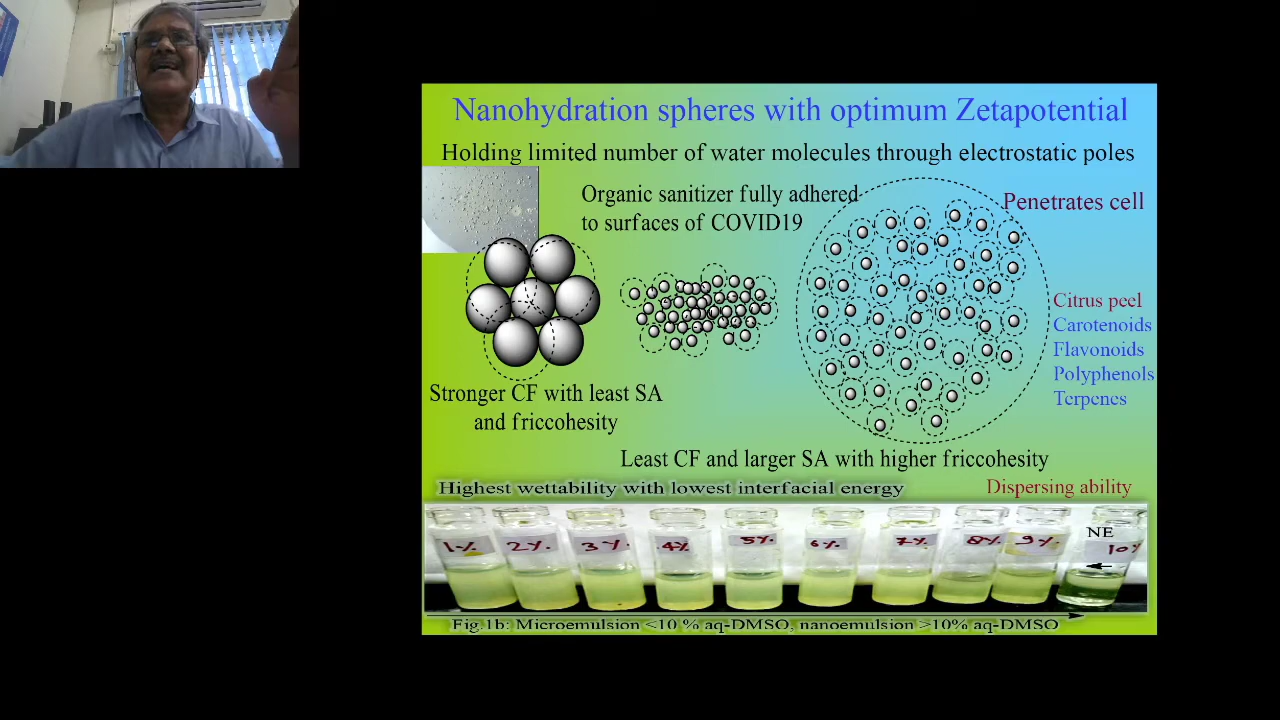 Nanohydration spheres with optimum Zetapotential
Holding limited number of water molecules through electrostatic poles
Organic sanitizer fully adhered
to surfaces of COVID19
Penetrates cell
Citrus peel
Carotenoids
Flavonoids
Polyphenols
Terpenes
Stronger CF with least SA
and friccohesity
Least CF and larger SA with higher friccohesity
Highest wettability with lowest interfacial energy
Dispersing ability
1%. 2%. 3%. 4% 5%. 6%. 7%. 8%. 9%. 10%
NE
Fig.1b: Microemulsion <10 % aq-DMSO, nanoemulsion >10% aq-DMSO